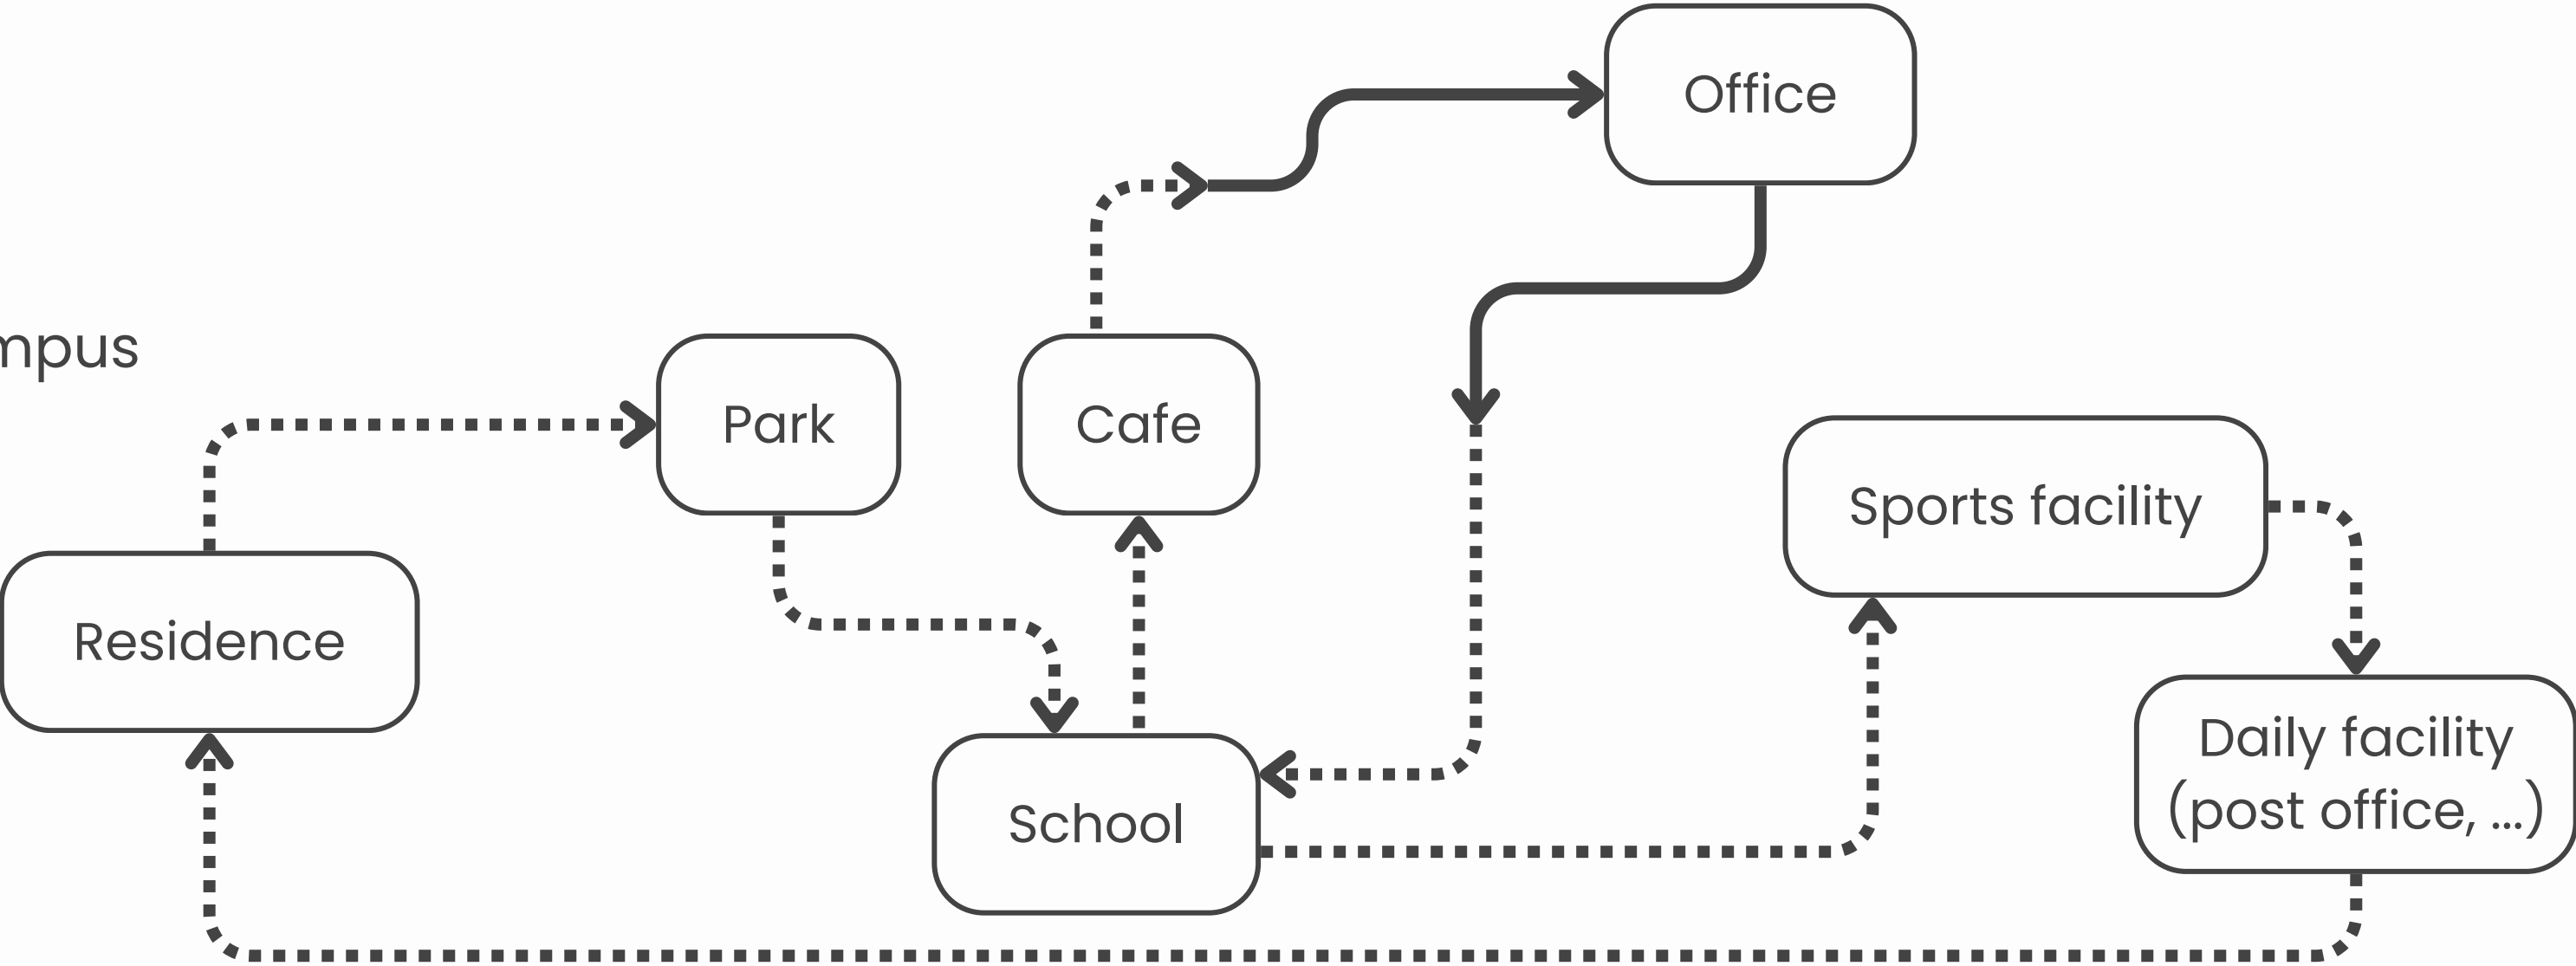 Office
mpus
Park
Cafe
Sports facility
Residence
Daily facility
(post office, ...)
School